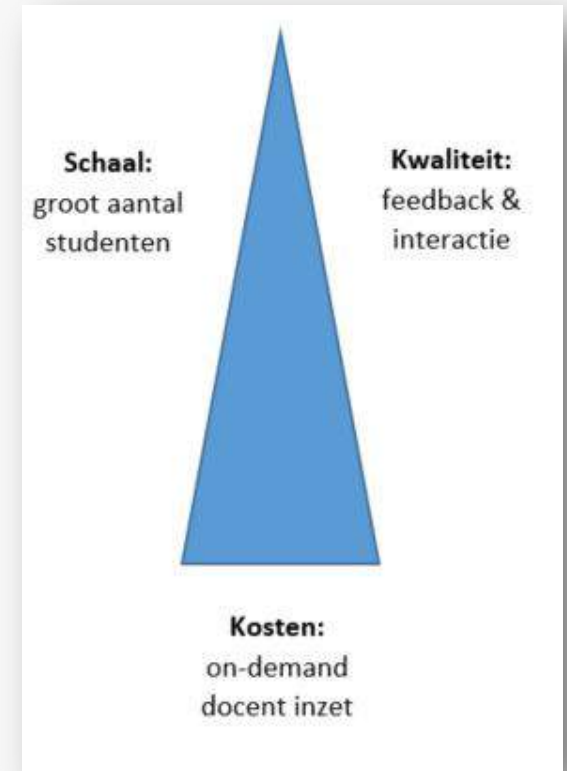 Schaal:
groot aantal
studenten
Kwaliteit:
feedback &
interactie
Kosten:
on-demand
docent inzet